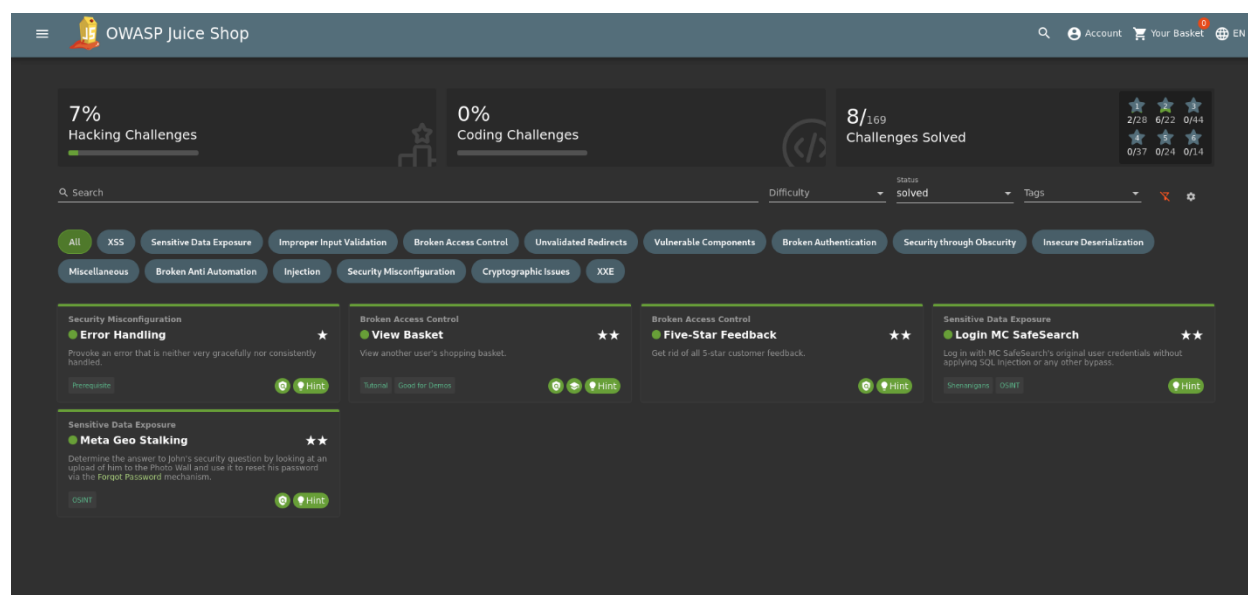 OWASP Juice Shop
Account
0
Your Basket
EN
7%
Hacking Challenges
0%
Coding Challenges
8/169
Challenges Solved
1 2 3
2/28 6/22 0/44
4 5 6
0/37 0/24 0/14
Search
Difficulty
Status
solved
Tags
All XSS Sensitive Data Exposure Improper Input Validation Broken Access Control Unvalidated Redirects Vulnerable Components Broken Authentication Security through Obscurity Insecure Deserialization
Miscellaneous Broken Anti Automation Injection Security Misconfiguration Cryptographic Issues XXE
Security Misconfiguration
Error Handling
Provoke an error that is neither very gracefully nor consistently
handled.
Prerequisite
Hint
Broken Access Control
View Basket
View another user's shopping basket.
Tutorial Good for Demos
Hint
Broken Access Control
Five-Star Feedback
Get rid of all 5-star customer feedback.
Hint
Sensitive Data Exposure
Login MC SafeSearch
Log in with MC SafeSearch's original user credentials without
applying SQL Injection or any other bypass.
Shenanigans OSINT
Hint
Sensitive Data Exposure
Meta Geo Stalking
Determine the answer to John's security question by looking at an
upload of him to the Photo Wall and use it to reset his password
via the Forgot Password mechanism.
OSINT
Hint